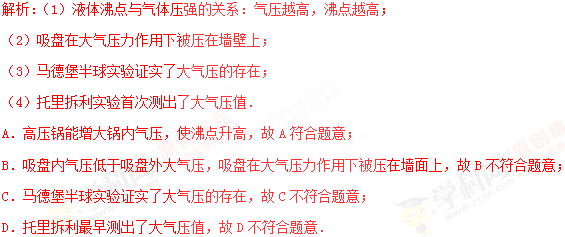 解析：（1）液体沸点与气体压强的关系：气压越高，沸点越高；
（2）吸盘在大气压力作用下被压在墙壁上；
（3）马德堡半球实验证实了大气压的存在；
（4）托里拆利实验首次测出了大气压值．
A．高压锅能增大锅内气压，使沸点升高，故 A 符合题意；
B．吸盘内气压低于吸盘外大气压，吸盘在大气压力作用下被压在墙面上，故 B 不符合题意；
C．马德堡半球实验证实了大气压的存在，故 C 不符合题意；
D．托里拆利最早测出了大气压值，故 D 不符合题意．